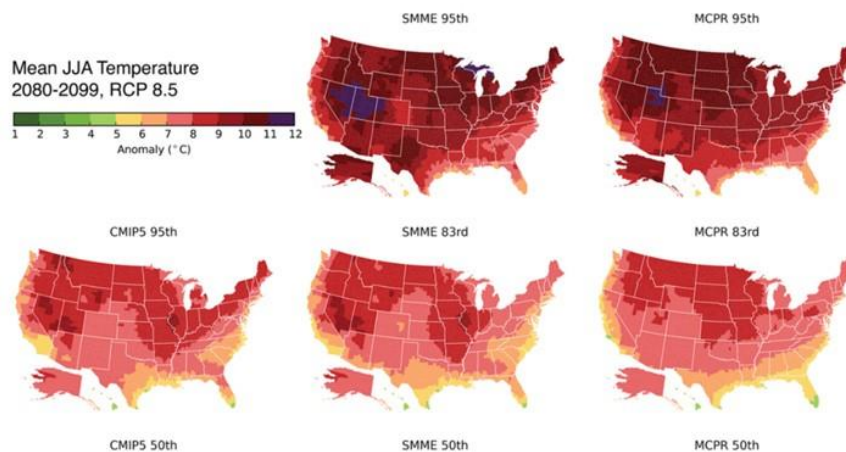 SMME 95th
MCPR 95th
Mean JJA Temperature
2080-2099, RCP 8.5
1 2 3 4 5 6 7 8 9 10 11 12
Anomaly (°C)
CMIP5 95th
SMME 83rd
MCPR 83rd
CMIP5 50th
SMME 50th
MCPR 50th